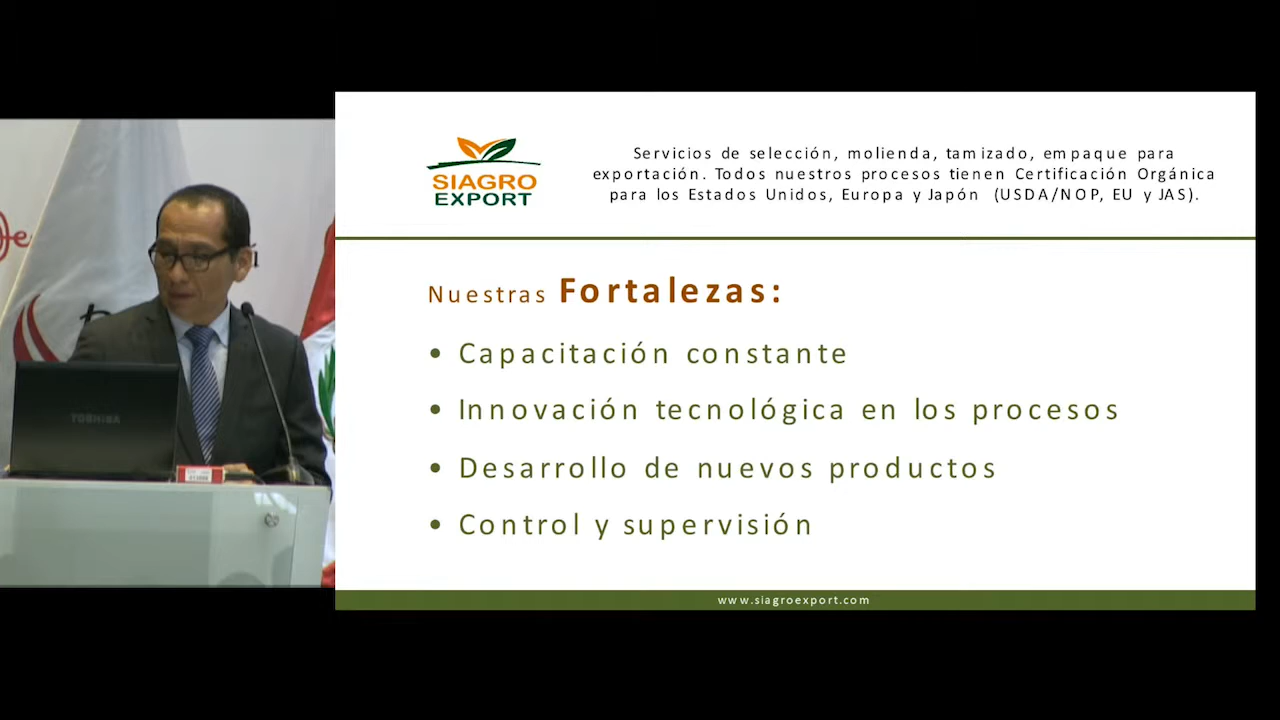 SIAGRO
EXPORT
Servicios de selección, molienda, tamizado, empaque para
exportación. Todos nuestros procesos tienen Certificación Orgánica
para los Estados Unidos, Europa y Japón (USDA/NOP, EU y JAS).
Nuestras Fortalezas:
• Capacitación constante
• Innovación tecnológica en los procesos
• Desarrollo de nuevos productos
• Control y supervisión
www.siagroexport.com
TOSHIBA